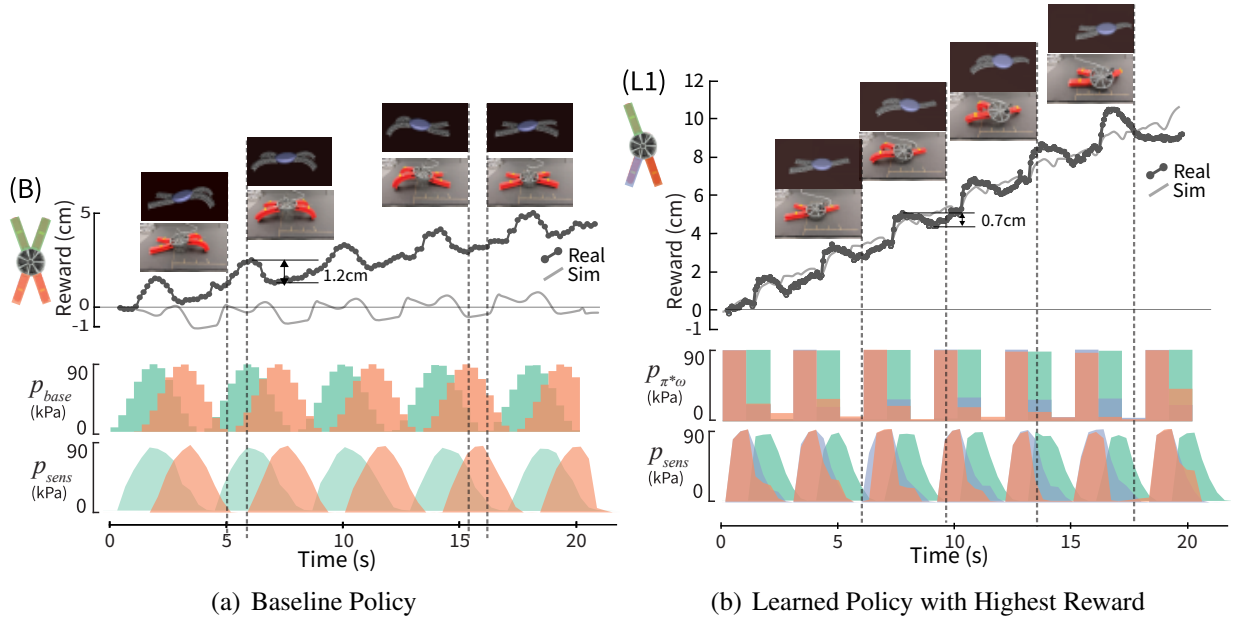 (B)
Reward (cm)
5
0
-1
1.2cm
Real
Sim
90
p_base
(kPa)
0
90
p_sens
(kPa)
0
0 5 10 15 20
Time (s)
(a) Baseline Policy
(L1)
Reward (cm)
12
10
8
6
4
2
0
-1
0.7cm
Real
Sim
90
p_π*ω
(kPa)
0
90
p_sens
(kPa)
0
0 5 10 15 20
Time (s)
(b) Learned Policy with Highest Reward